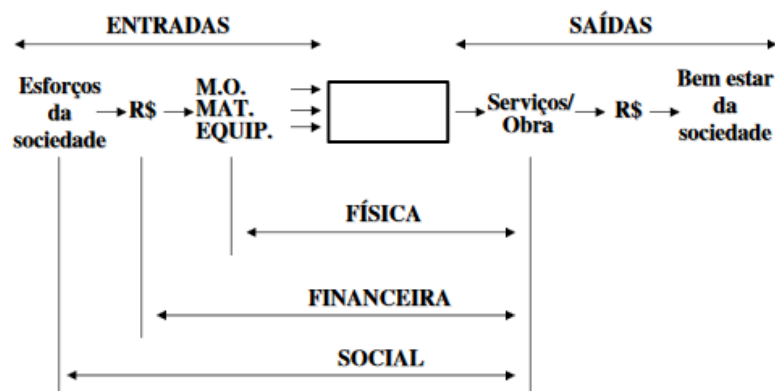 ENTRADAS
SAÍDAS
Esforços
da
sociedade
R$
M.O.
MAT.
EQUIP.
Serviços/
Obra
R$
Bem estar
da
sociedade
FÍSICA
FINANCEIRA
SOCIAL